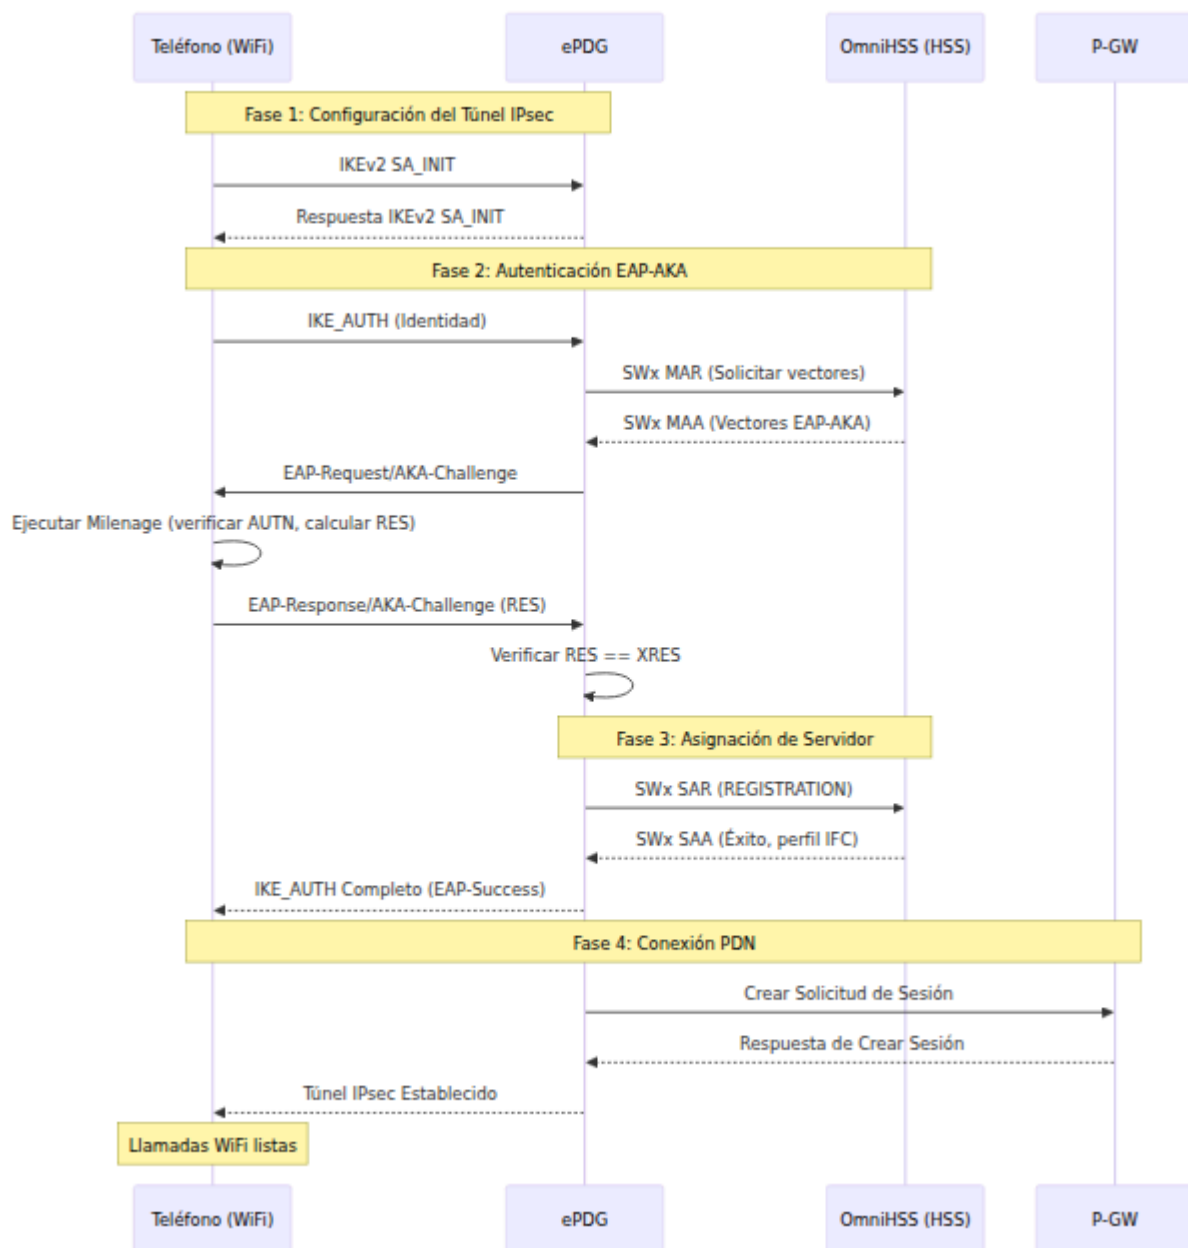 Teléfono (WiFi)
ePDG
OmniHSS (HSS)
P-GW
Fase 1: Configuración del Túnel IPsec
IKEv2 SA_INIT
Respuesta IKEv2 SA_INIT
Fase 2: Autenticación EAP-AKA
IKE_AUTH (Identidad)
SWx MAR (Solicitar vectores)
SWx MAA (Vectores EAP-AKA)
EAP-Request/AKA-Challenge
Ejecutar Milenage (verificar AUTN, calcular RES)
EAP-Response/AKA-Challenge (RES)
Verificar RES == XRES
Fase 3: Asignación de Servidor
SWx SAR (REGISTRATION)
SWx SAA (Éxito, perfil IFC)
IKE_AUTH Completo (EAP-Success)
Fase 4: Conexión PDN
Crear Solicitud de Sesión
Respuesta de Crear Sesión
Túnel IPsec Establecido
Llamadas WiFi listas
Teléfono (WiFi)
ePDG
OmniHSS (HSS)
P-GW